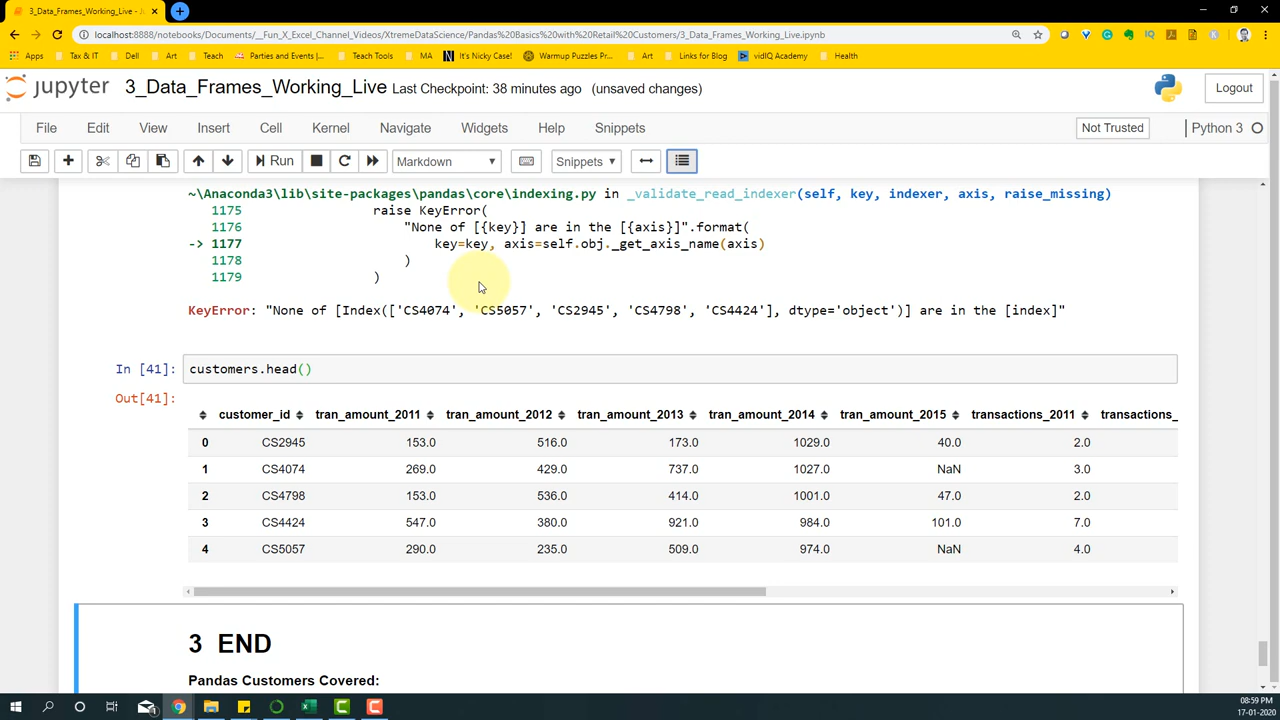 3_Data_Frames_Working_Live - Ju
localhost:8888/notebooks/Documents/__Fun_X_Excel_Channel_Videos/XtremeDataScience/Pandas%20Basics%20with%20Retail%20Customers/3_Data_Frames_Working_Live.ipynb
Apps Tax & IT Dell Art Teach Parties and Events |... Teach Tools MA It's Nicky Case! Warmup Puzzles Pr... Art Links for Blog vidIQ Academy Health
jupyter 3_Data_Frames_Working_Live Last Checkpoint: 38 minutes ago (unsaved changes) Logout
File Edit View Insert Cell Kernel Navigate Widgets Help Snippets Not Trusted Python 3
Run Markdown Snippets
~\Anaconda3\lib\site-packages\pandas\core\indexing.py in _validate_read_indexer(self, key, indexer, axis, raise_missing)
1175 raise KeyError(
1176 "None of [{key}] are in the [{axis}]".format(
-> 1177 key=key, axis=self.obj._get_axis_name(axis)
1178 )
1179 )
KeyError: "None of [Index(['CS4074', 'CS5057', 'CS2945', 'CS4798', 'CS4424'], dtype='object')] are in the [index]"
In [41]: customers.head()
Out[41]:
customer_id tran_amount_2011 tran_amount_2012 tran_amount_2013 tran_amount_2014 tran_amount_2015 transactions_2011 transactions_
0 CS2945 153.0 516.0 173.0 1029.0 40.0 2.0
1 CS4074 269.0 429.0 737.0 1027.0 NaN 3.0
2 CS4798 153.0 536.0 414.0 1001.0 47.0 2.0
3 CS4424 547.0 380.0 921.0 984.0 101.0 7.0
4 CS5057 290.0 235.0 509.0 974.0 NaN 4.0
3 END
Pandas Customers Covered:
08:59 PM
17-01-2020